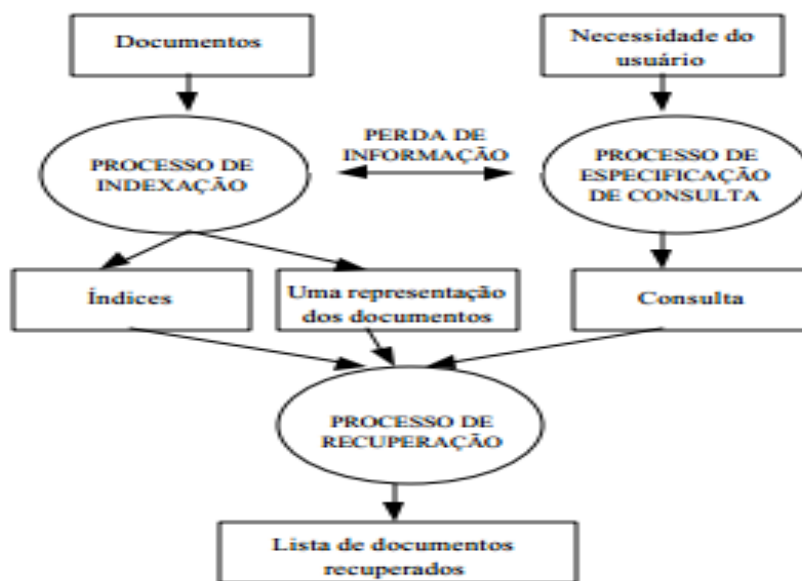 Documentos
Necessidade do
usuário
PROCESSO DE
INDEXAÇÃO
PERDA DE
INFORMAÇÃO
PROCESSO DE
ESPECIFICAÇÃO
DE CONSULTA
Índices
Uma representação
dos documentos
Consulta
PROCESSO DE
RECUPERAÇÃO
Lista de documentos
recuperados